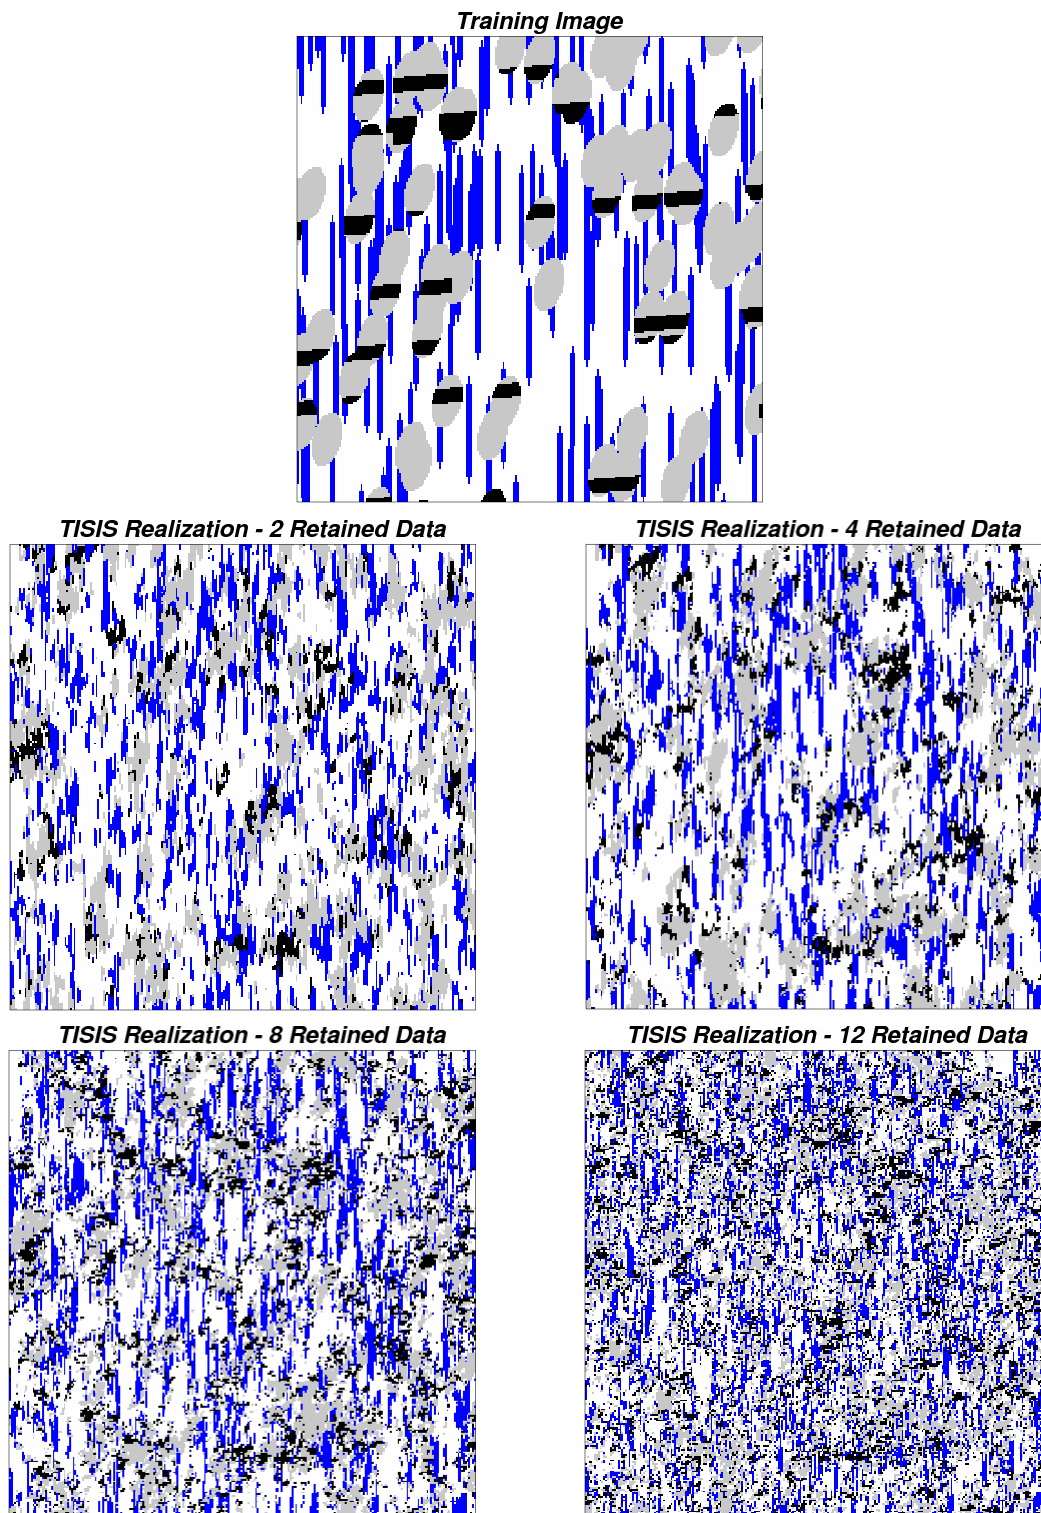 Training Image
TISIS Realization - 2 Retained Data
TISIS Realization - 4 Retained Data
TISIS Realization - 8 Retained Data
TISIS Realization - 12 Retained Data